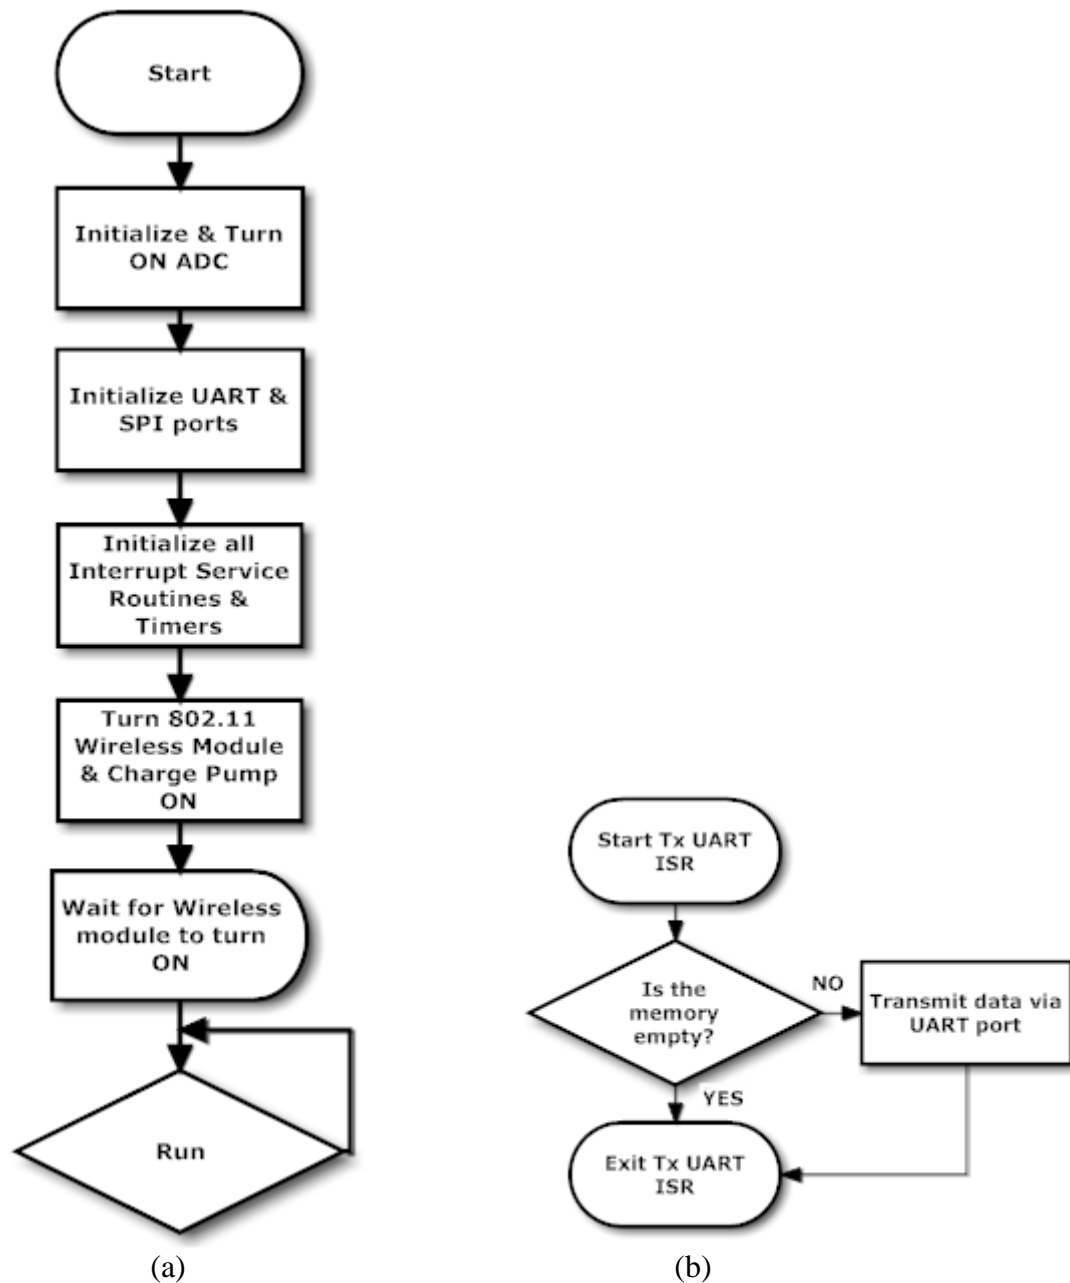 Start
Initialize & Turn
ON ADC
Initialize UART &
SPI ports
Initialize all
Interrupt Service
Routines &
Timers
Turn 802.11
Wireless Module
& Charge Pump
ON
Wait for Wireless
module to turn
ON
Run
(a)
Start Tx UART
ISR
Is the
memory
empty?
NO
Transmit data via
UART port
YES
Exit Tx UART
ISR
(b)